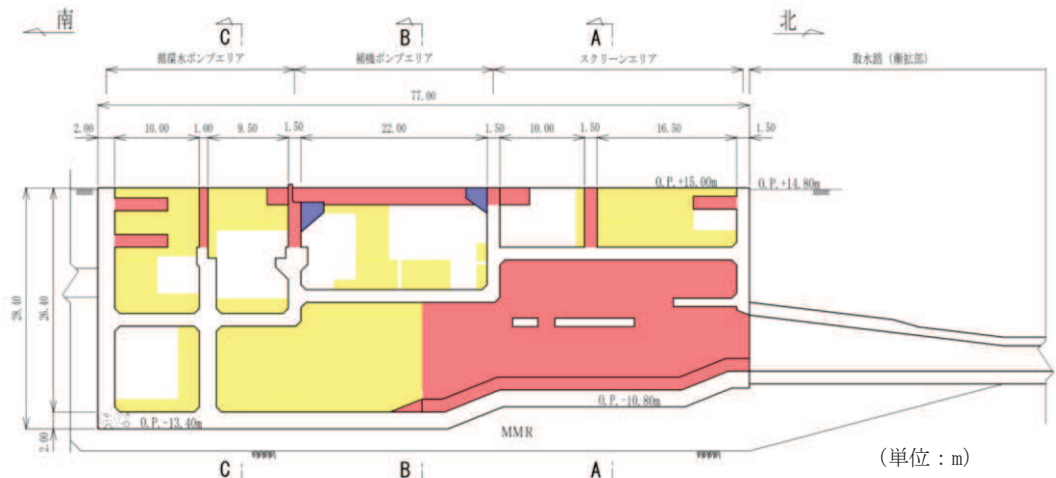 南
C
B
A
北
循環水ポンプエリア
補機ポンプエリア
スクリーンエリア
取水路（漸拡部）
77.00
2.00
10.00
1.00
9.50
1.50
22.00
1.50
10.00
1.50
16.50
1.50
O.P.+15.00m
O.P.+14.80m
28.40
26.40
2.00
O.P.-13.40m
O.P.-10.80m
MMR
C
B
A
（単位：m）